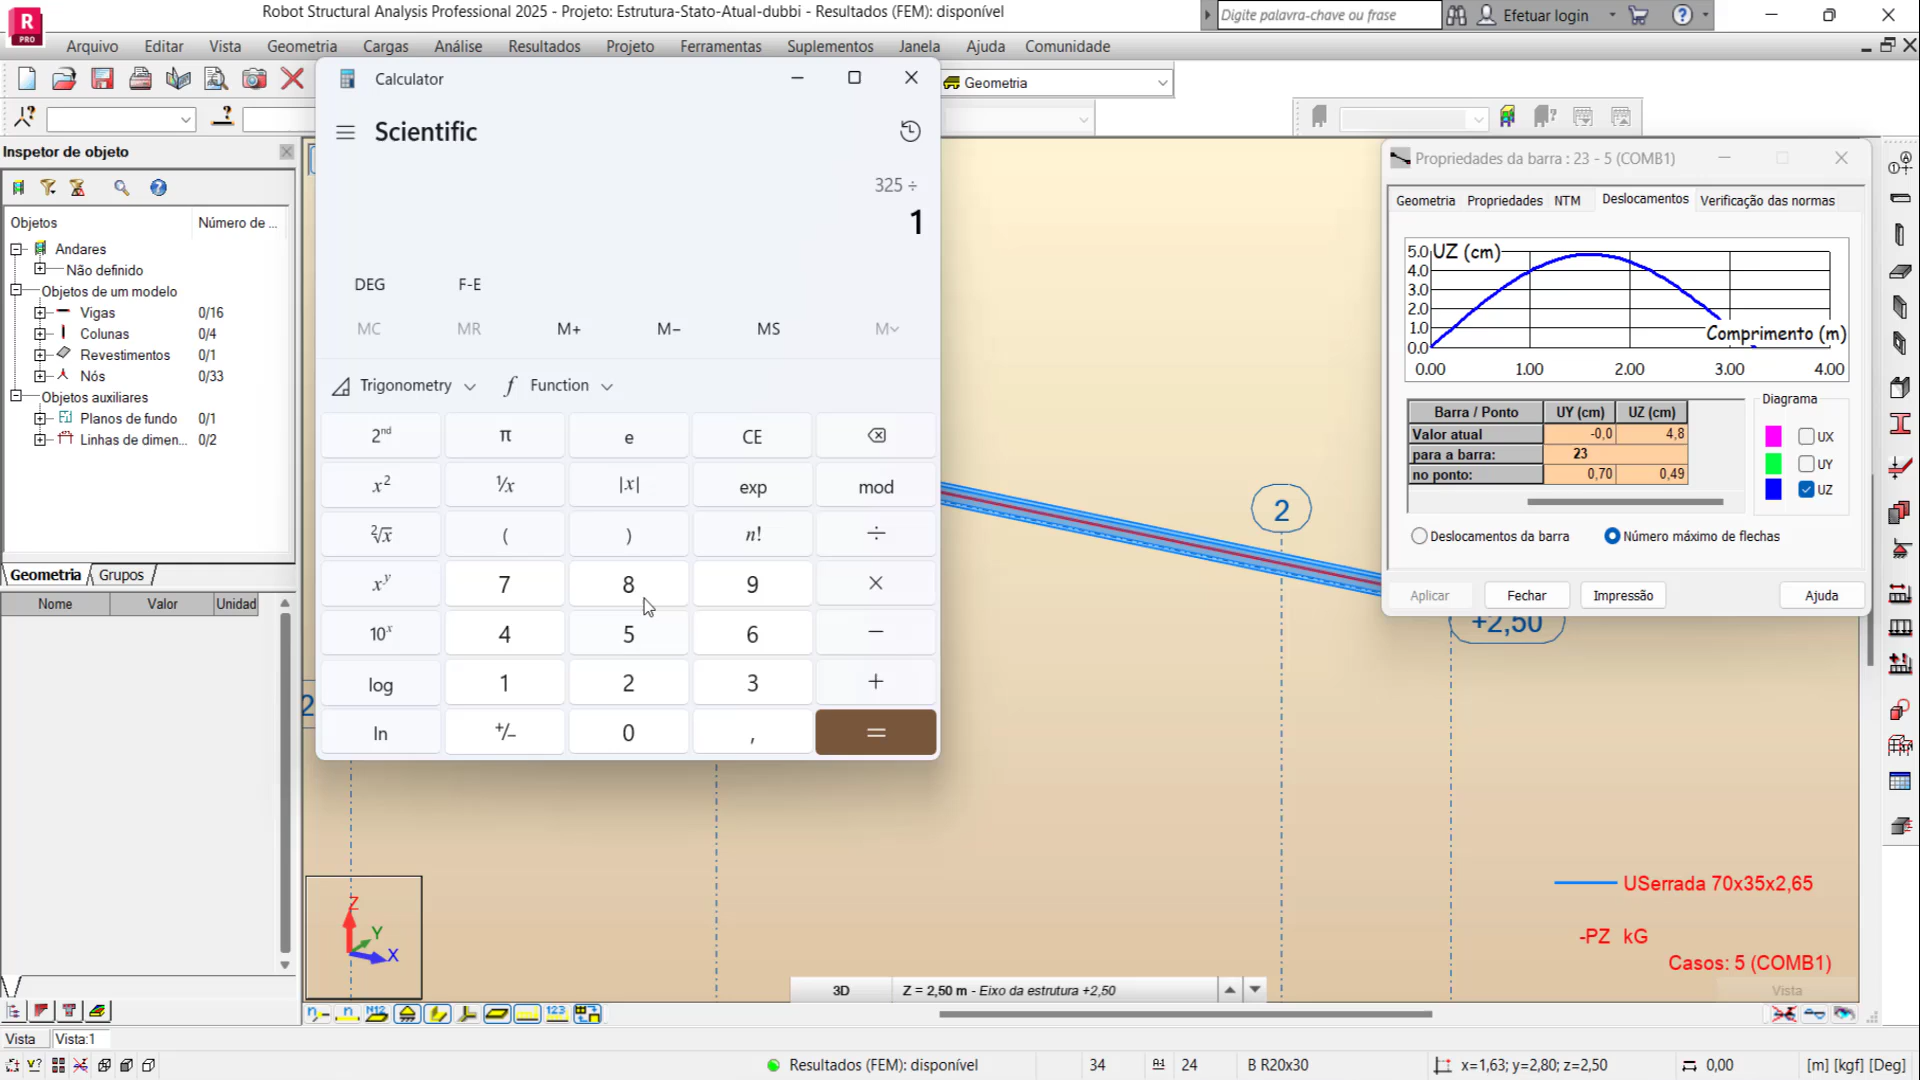 Robot Structural Analysis Professional 2025 - Projeto: Estrutura-Stato-Atual-dubbi - Resultados (FEM): disponível
Digite palavra-chave ou frase
Efetuar login
R
PRO
Arquivo Editar Vista Geometria Cargas Análise Resultados Projeto Ferramentas Suplementos Janela Ajuda Comunidade
Geometria
Inspetor de objeto
Objetos Número de ...
Andares
Não definido
Objetos de um modelo
Vigas 0/16
Colunas 0/4
Revestimentos 0/1
Nós 0/33
Objetos auxiliares
Planos de fundo 0/1
Linhas de dimen... 0/2
Geometria Grupos
Nome Valor Unidad
Calculator
Scientific
325 ÷
1
DEG F-E
MC MR M+ M− MS M
Trigonometry f Function
2nd π e CE
x² ¹/x |x| exp mod
²√x ( ) n! ÷
xʸ 7 8 9 ×
10ˣ 4 5 6 −
log 1 2 3 +
ln +/− 0 , =
2
2
+2,50
Propriedades da barra : 23 - 5 (COMB1)
Geometria Propriedades NTM Deslocamentos Verificação das normas
5.0 UZ (cm)
4.0
3.0
2.0
1.0
0.0
Comprimento (m)
0.00 1.00 2.00 3.00 4.00
Barra / Ponto UY (cm) UZ (cm)
Valor atual -0,0 4,8
para a barra: 23
no ponto: 0,70 0,49
Diagrama
UX
UY
UZ
Deslocamentos da barra Número máximo de flechas
Aplicar Fechar Impressão Ajuda
USerrada 70x35x2,65
-PZ kG
Casos: 5 (COMB1)
Vista
Z
Y
X
3D Z = 2,50 m - Eixo da estrutura +2,50
Vista Vista:1
Resultados (FEM): disponível 34 24 B R20x30 x=1,63; y=2,80; z=2,50 0,00 [m] [kgf] [Deg]